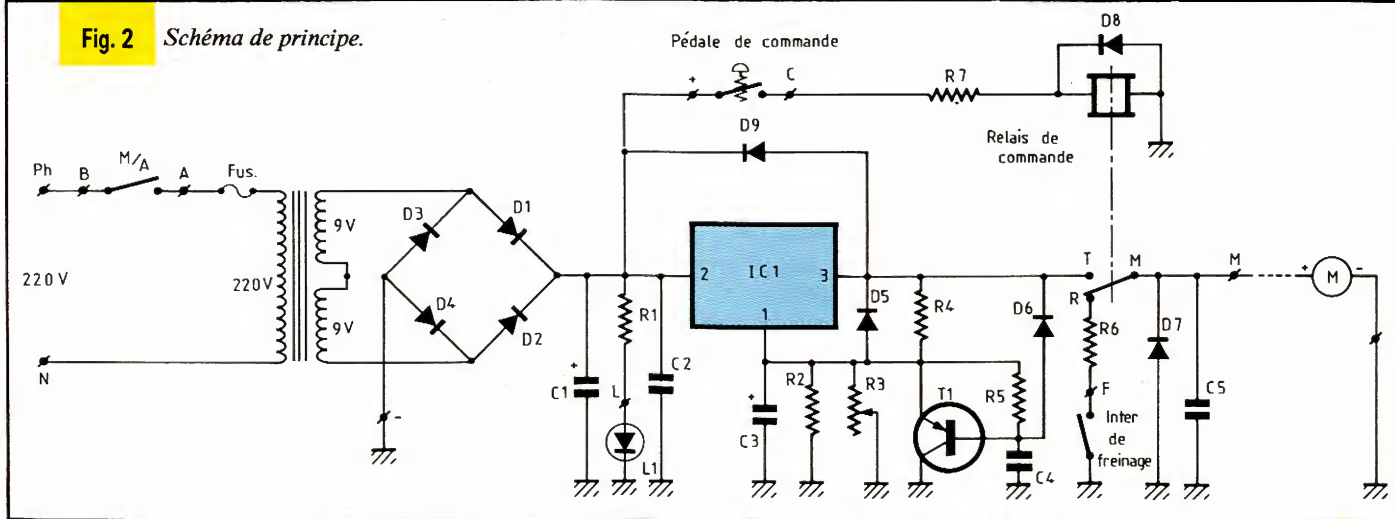 Fig. 2 Schéma de principe.
Pédale de commande
D8
+
C
R7
Relais de
commande
D9
Ph
B
M/A
A
Fus.
D3
D1
9V
220V
220V
9V
D4
D2
-
N
R1
C1
+
L
L1
C2
2
IC1
3
1
D5
R4
D6
T
M
R
M
+
M
-
R6
D7
C5
F
Inter
de
freinage
C3
+
R2
R3
T1
R5
C4